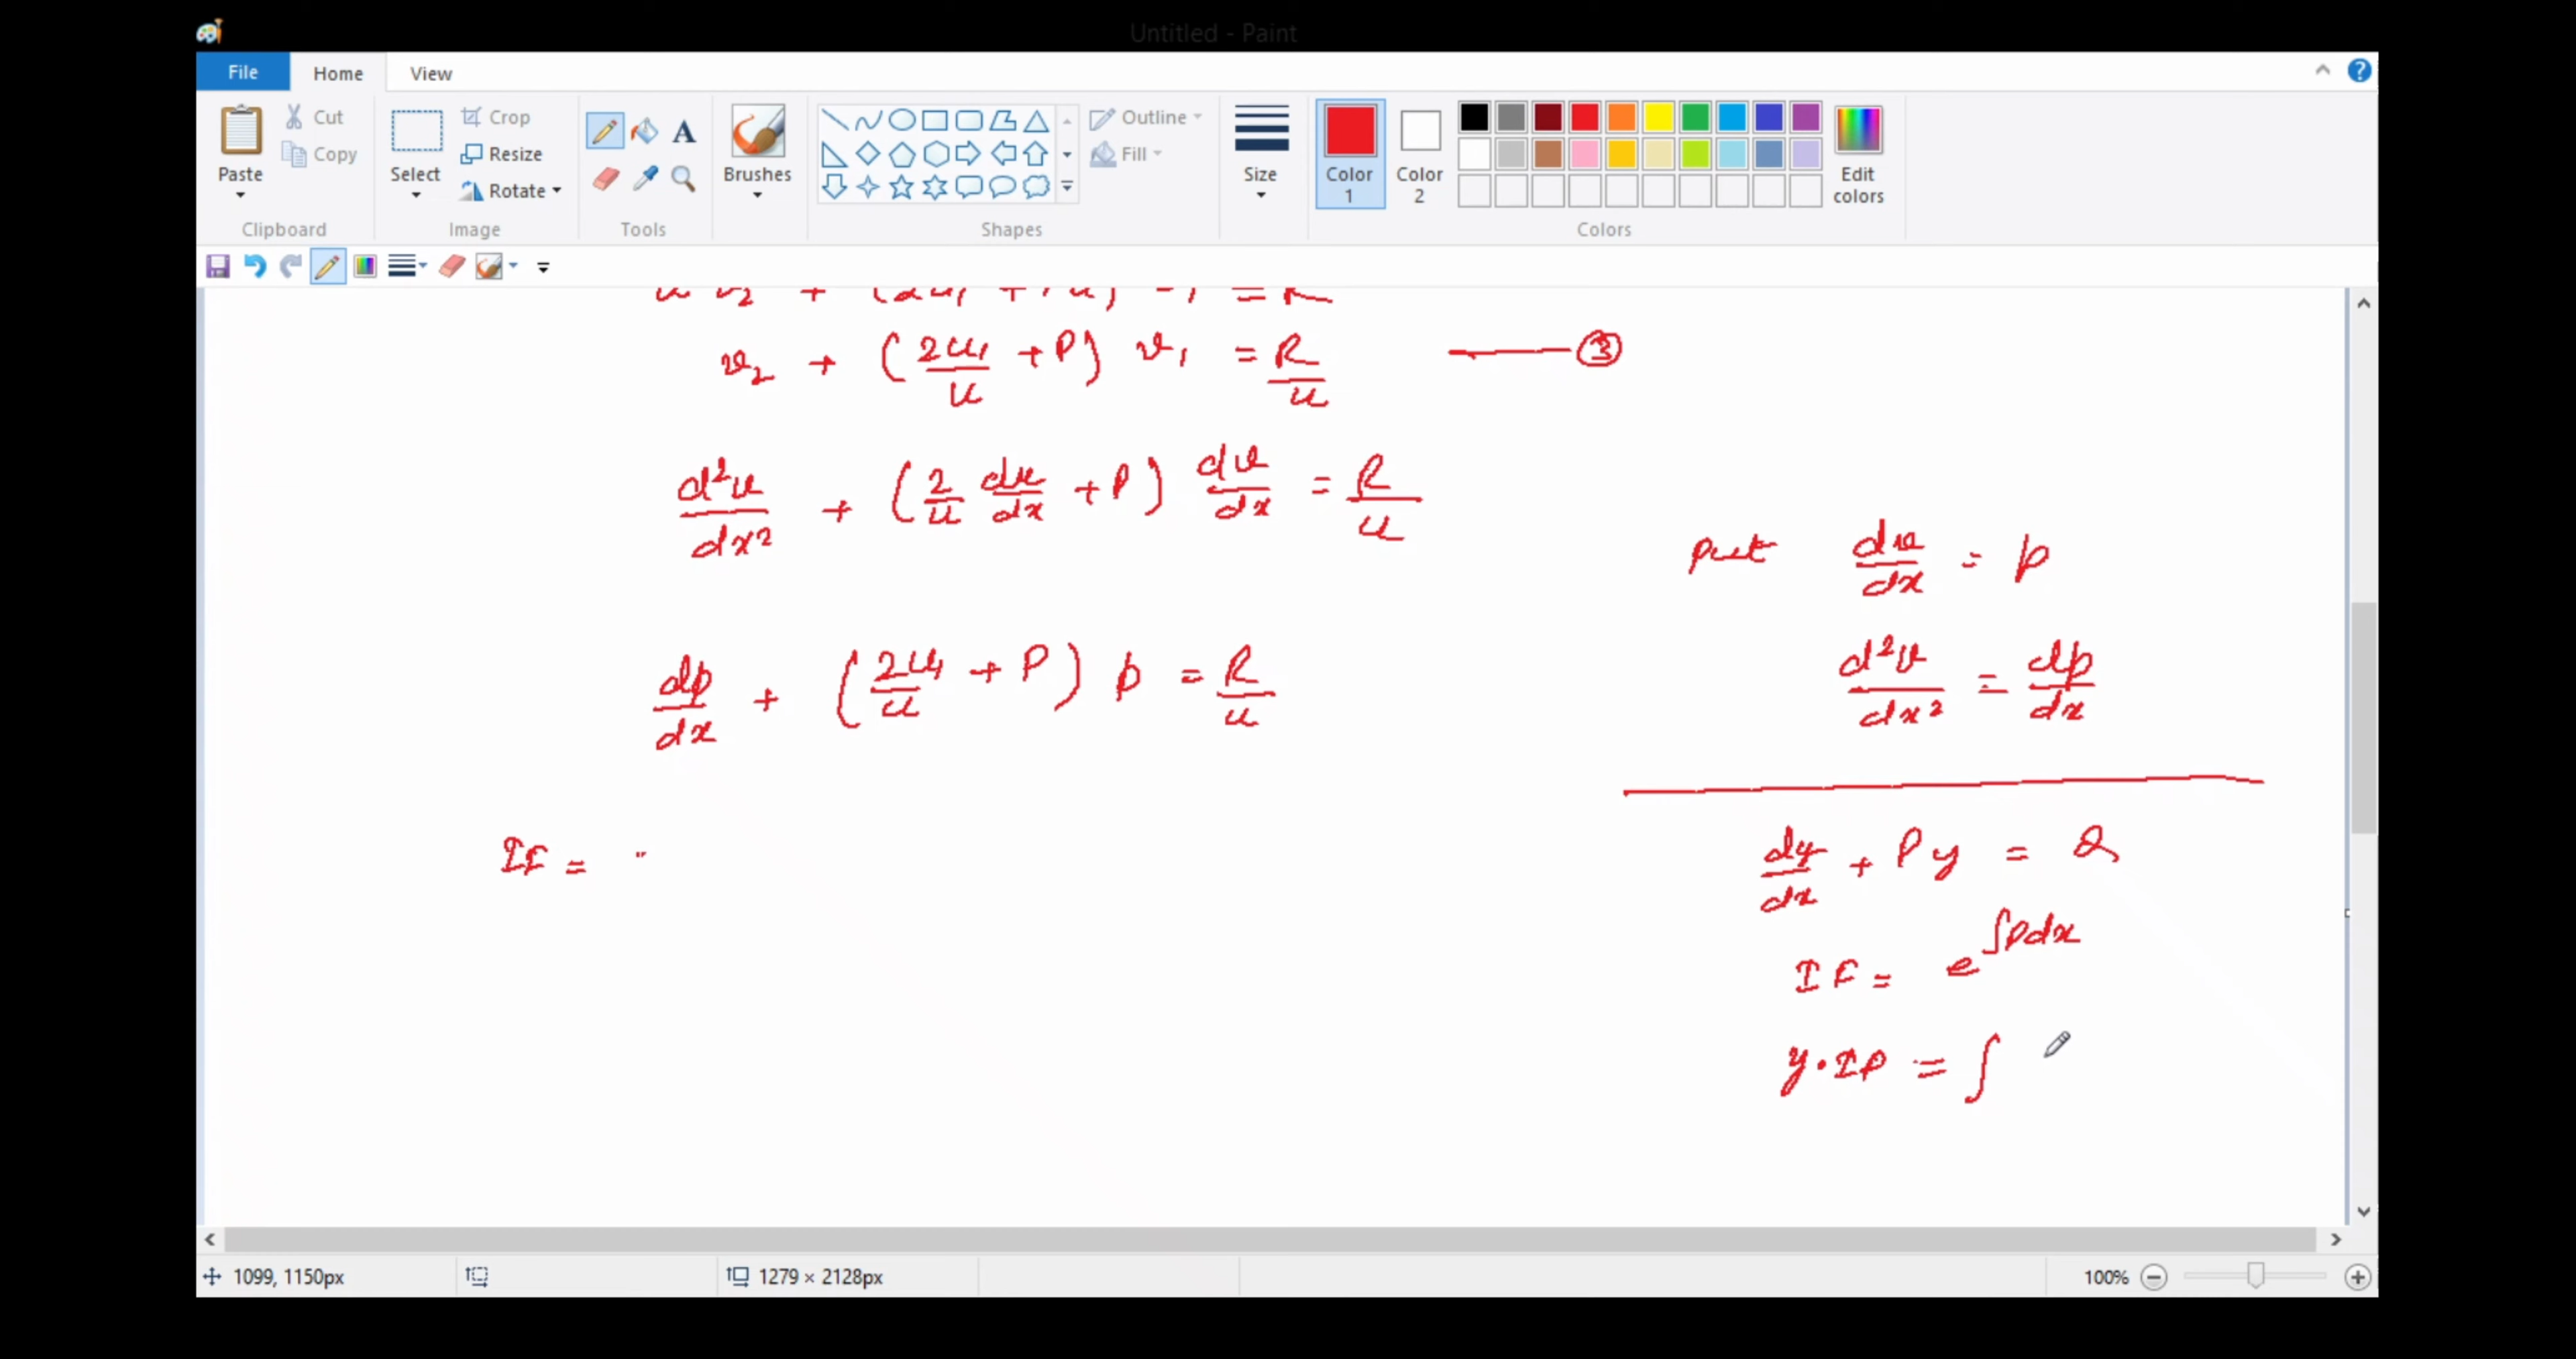 Untitled - Paint
File Home View
Paste Cut Copy Clipboard
Select Crop Resize Rotate Image
Tools
Brushes
Outline Fill Shapes
Size
Color 1 Color 2 Edit colors Colors
v₂ + (2u₁/u + P) v₁ = R/u ——— ③
d²v/dx² + (2/u du/dx + P) dv/dx = R/u
put dv/dx = p
d²v/dx² = dp/dx
dp/dx + (2u₁/u + P) p = R/u
IF =
dy/dx + Py = Q
IF = e^∫Pdx
y · IF = ∫
1099, 1150px 1279 × 2128px 100%